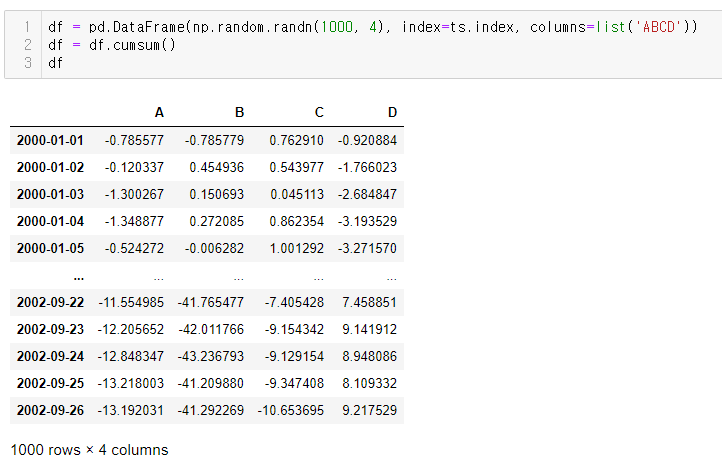 1 df = pd.DataFrame(np.random.randn(1000, 4), index=ts.index, columns=list('ABCD'))
2 df = df.cumsum()
3 df
A B C D
2000-01-01 -0.785577 -0.785779 0.762910 -0.920884
2000-01-02 -0.120337 0.454936 0.543977 -1.766023
2000-01-03 -1.300267 0.150693 0.045113 -2.684847
2000-01-04 -1.348877 0.272085 0.862354 -3.193529
2000-01-05 -0.524272 -0.006282 1.001292 -3.271570
... ... ... ... ...
2002-09-22 -11.554985 -41.765477 -7.405428 7.458851
2002-09-23 -12.205652 -42.011766 -9.154342 9.141912
2002-09-24 -12.848347 -43.236793 -9.129154 8.948086
2002-09-25 -13.218003 -41.209880 -9.347408 8.109332
2002-09-26 -13.192031 -41.292269 -10.653695 9.217529
1000 rows × 4 columns